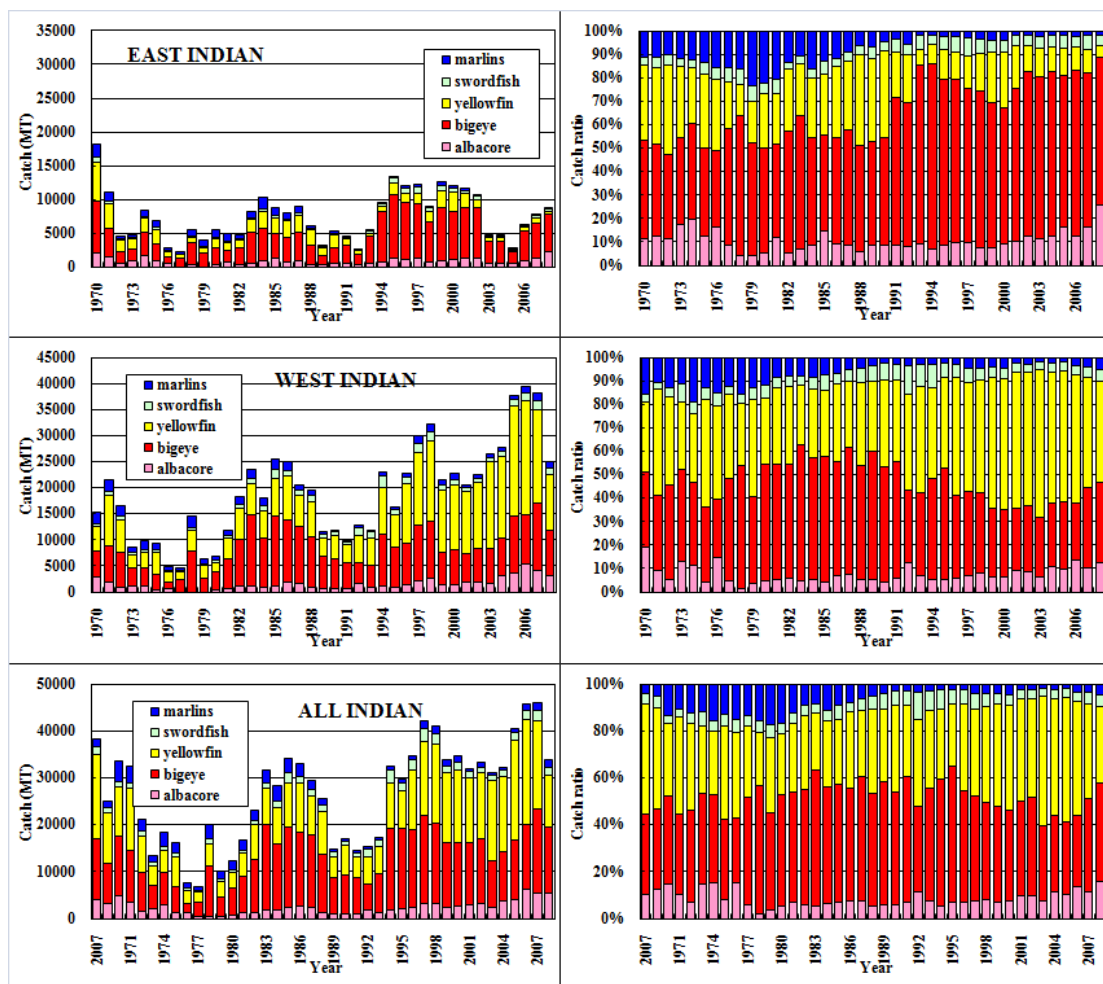 EAST INDIAN
Catch (MT)
35000
30000
25000
20000
15000
10000
5000
0
marlins
swordfish
yellowfin
bigeye
albacore
1970 1973 1976 1979 1982 1985 1988 1991 1994 1997 2000 2003 2006
Year
Catch ratio
100%
90%
80%
70%
60%
50%
40%
30%
20%
10%
0%
1970 1973 1976 1979 1982 1985 1988 1991 1994 1997 2000 2003 2006
Year
WEST INDIAN
Catch (MT)
45000
40000
35000
30000
25000
20000
15000
10000
5000
0
marlins
swordfish
yellowfin
bigeye
albacore
1970 1973 1976 1979 1982 1985 1988 1991 1994 1997 2000 2003 2006
Year
Catch ratio
100%
90%
80%
70%
60%
50%
40%
30%
20%
10%
0%
1970 1973 1976 1979 1982 1985 1988 1991 1994 1997 2000 2003 2006
Year
ALL INDIAN
Catch (MT)
50000
40000
30000
20000
10000
0
marlins
swordfish
yellowfin
bigeye
albacore
2007 1971 1974 1977 1980 1983 1986 1989 1992 1995 1998 2001 2004 2007
Year
Catch ratio
100%
80%
60%
40%
20%
0%
2007 1971 1974 1977 1980 1983 1986 1989 1992 1995 1998 2001 2004 2007
Year